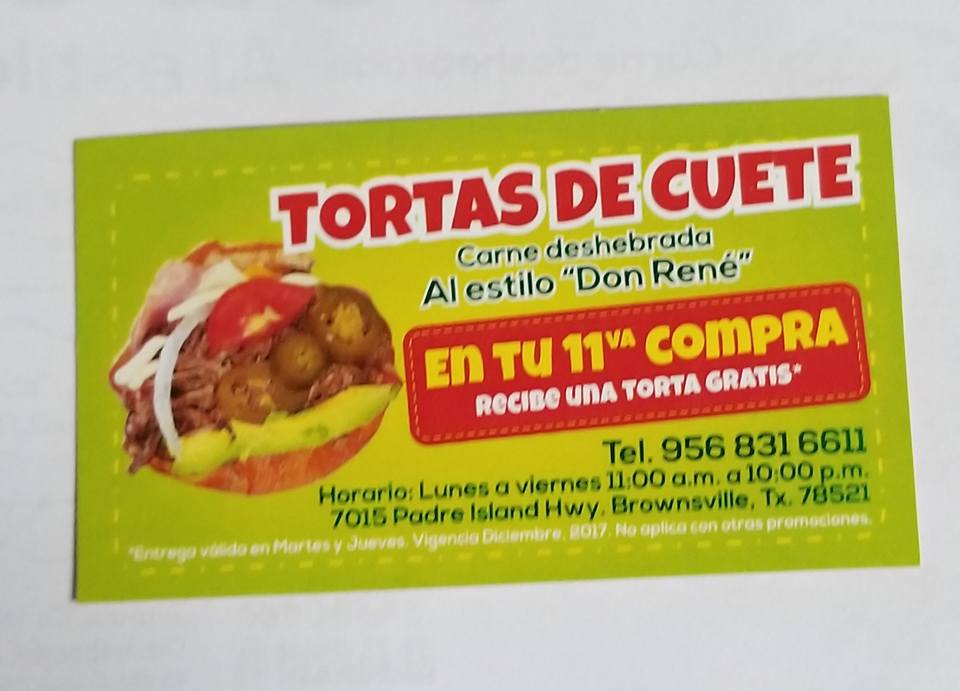 TORTAS DE CUETE
Carne deshebrada
Al estilo "Don René"
En TU 11VA COMPRA
RECIBE UNA TORTA GRATIS*
Tel. 956 831 6611
Horario: Lunes a viernes 11:00 a.m. a 10:00 p.m.
7015 Padre Island Hwy. Brownsville, Tx. 78521
*Entrega válida en Martes y Jueves. Vigencia Diciembre, 2017. No aplica con otras promociones.